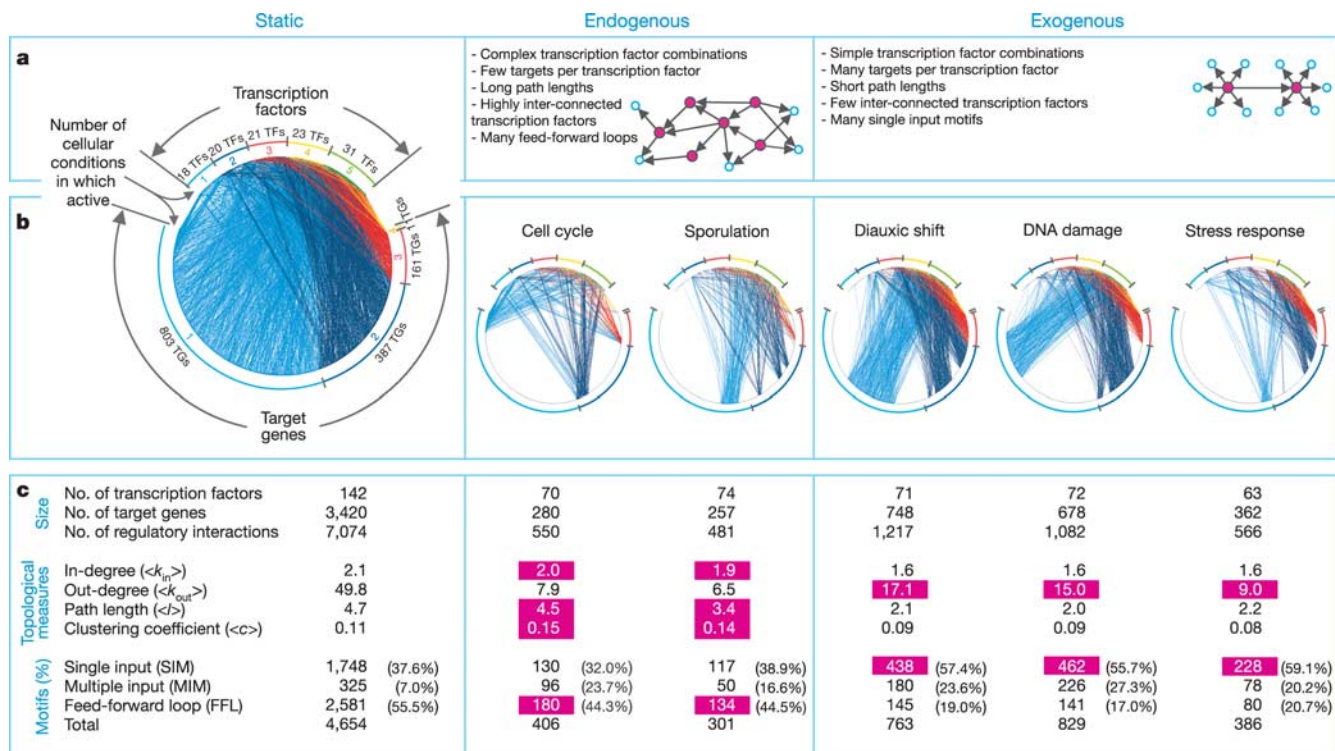 Static
Endogenous
Exogenous
a
Transcription
factors
Number of
cellular
conditions
in which
active
18 TFs
20 TFs
21 TFs
23 TFs
31 TFs
1
2
3
4
5
- Complex transcription factor combinations
- Few targets per transcription factor
- Long path lengths
- Highly inter-connected
transcription factors
- Many feed-forward loops
- Simple transcription factor combinations
- Many targets per transcription factor
- Short path lengths
- Few inter-connected transcription factors
- Many single input motifs
b
1 TGs
161 TGs
3
387 TGs
2
803 TGs
1
Target
genes
Cell cycle
Sporulation
Diauxic shift
DNA damage
Stress response
c
Size
No. of transcription factors 142 70 74 71 72 63
No. of target genes 3,420 280 257 748 678 362
No. of regulatory interactions 7,074 550 481 1,217 1,082 566
Topological
measures
In-degree (<kin>) 2.1 2.0 1.9 1.6 1.6 1.6
Out-degree (<kout>) 49.8 7.9 6.5 17.1 15.0 9.0
Path length (<l>) 4.7 4.5 3.4 2.1 2.0 2.2
Clustering coefficient (<c>) 0.11 0.15 0.14 0.09 0.09 0.08
Motifs (%)
Single input (SIM) 1,748 (37.6%) 130 (32.0%) 117 (38.9%) 438 (57.4%) 462 (55.7%) 228 (59.1%)
Multiple input (MIM) 325 (7.0%) 96 (23.7%) 50 (16.6%) 180 (23.6%) 226 (27.3%) 78 (20.2%)
Feed-forward loop (FFL) 2,581 (55.5%) 180 (44.3%) 134 (44.5%) 145 (19.0%) 141 (17.0%) 80 (20.7%)
Total 4,654 406 301 763 829 386